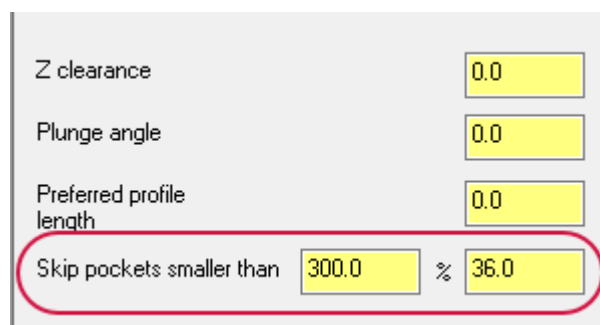 Z clearance 0.0
Plunge angle 0.0
Preferred profile
length 0.0
Skip pockets smaller than 300.0 % 36.0